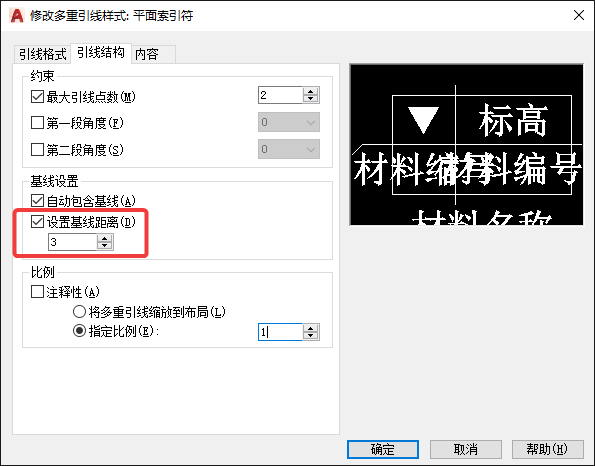 修改多重引线样式: 平面索引符
引线格式 引线结构 内容
约束
最大引线点数(M) 2
第一段角度(F) 0
第二段角度(S) 0
基线设置
自动包含基线(A)
设置基线距离(D)
3
比例
注释性(A)
将多重引线缩放到布局(L)
指定比例(E): 1
标高
材料编号 材料编号
材料名称
确定 取消 帮助(H)